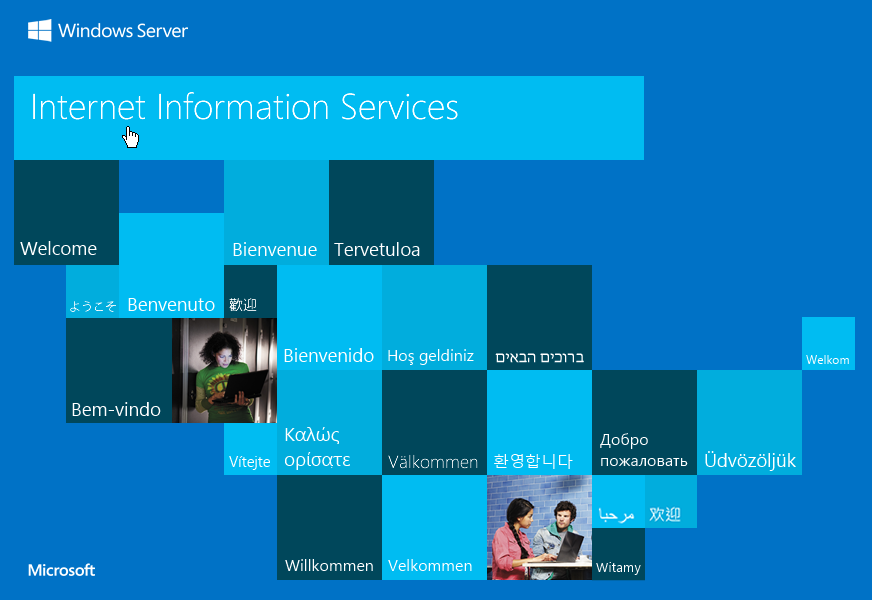 Windows Server
Internet Information Services
Welcome
Bienvenue
Tervetuloa
ようこそ
Benvenuto
歡迎
Bienvenido
Hoş geldiniz
ברוכים הבאים
Welkom
Bem-vindo
Vítejte
Καλώς
ορίσατε
Välkommen
환영합니다
Добро
пожаловать
Üdvözöljük
مرحبا
欢迎
Willkommen
Velkommen
Witamy
Microsoft